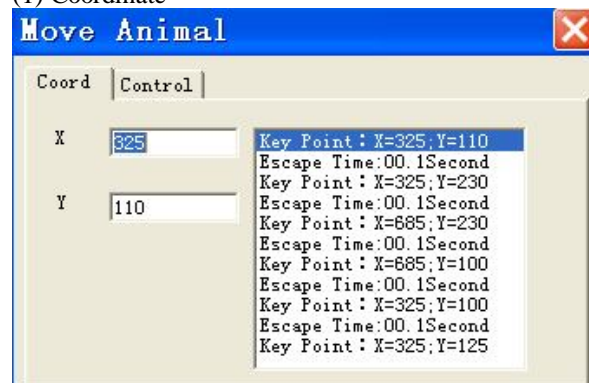 (1) Coordinate
Move Animal
Coord Control
X 325
Y 110
Key Point：X=325;Y=110
Escape Time:00.1Second
Key Point：X=325;Y=230
Escape Time:00.1Second
Key Point：X=685;Y=230
Escape Time:00.1Second
Key Point：X=685;Y=100
Escape Time:00.1Second
Key Point：X=325;Y=100
Escape Time:00.1Second
Key Point：X=325;Y=125